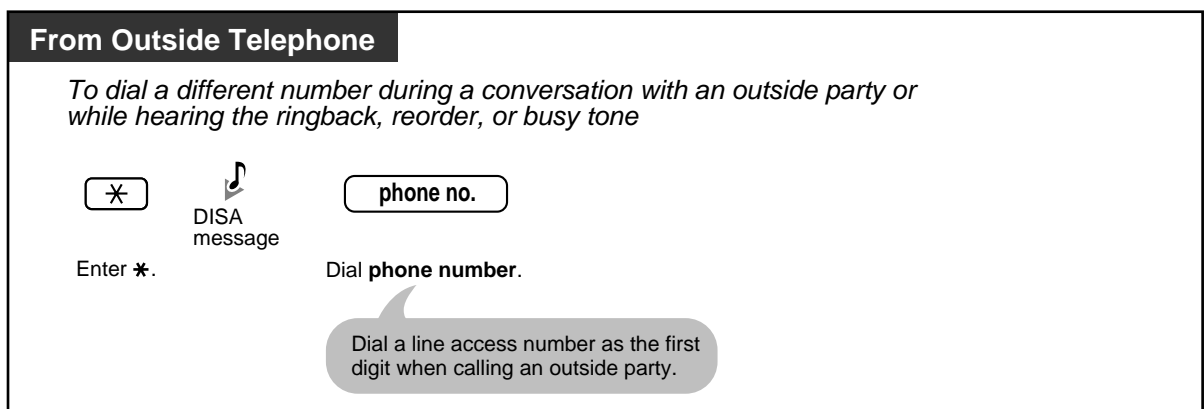 From Outside Telephone
To dial a different number during a conversation with an outside party or
while hearing the ringback, reorder, or busy tone
phone no.
DISA
message
Enter *.
Dial phone number.
Dial a line access number as the first
digit when calling an outside party.